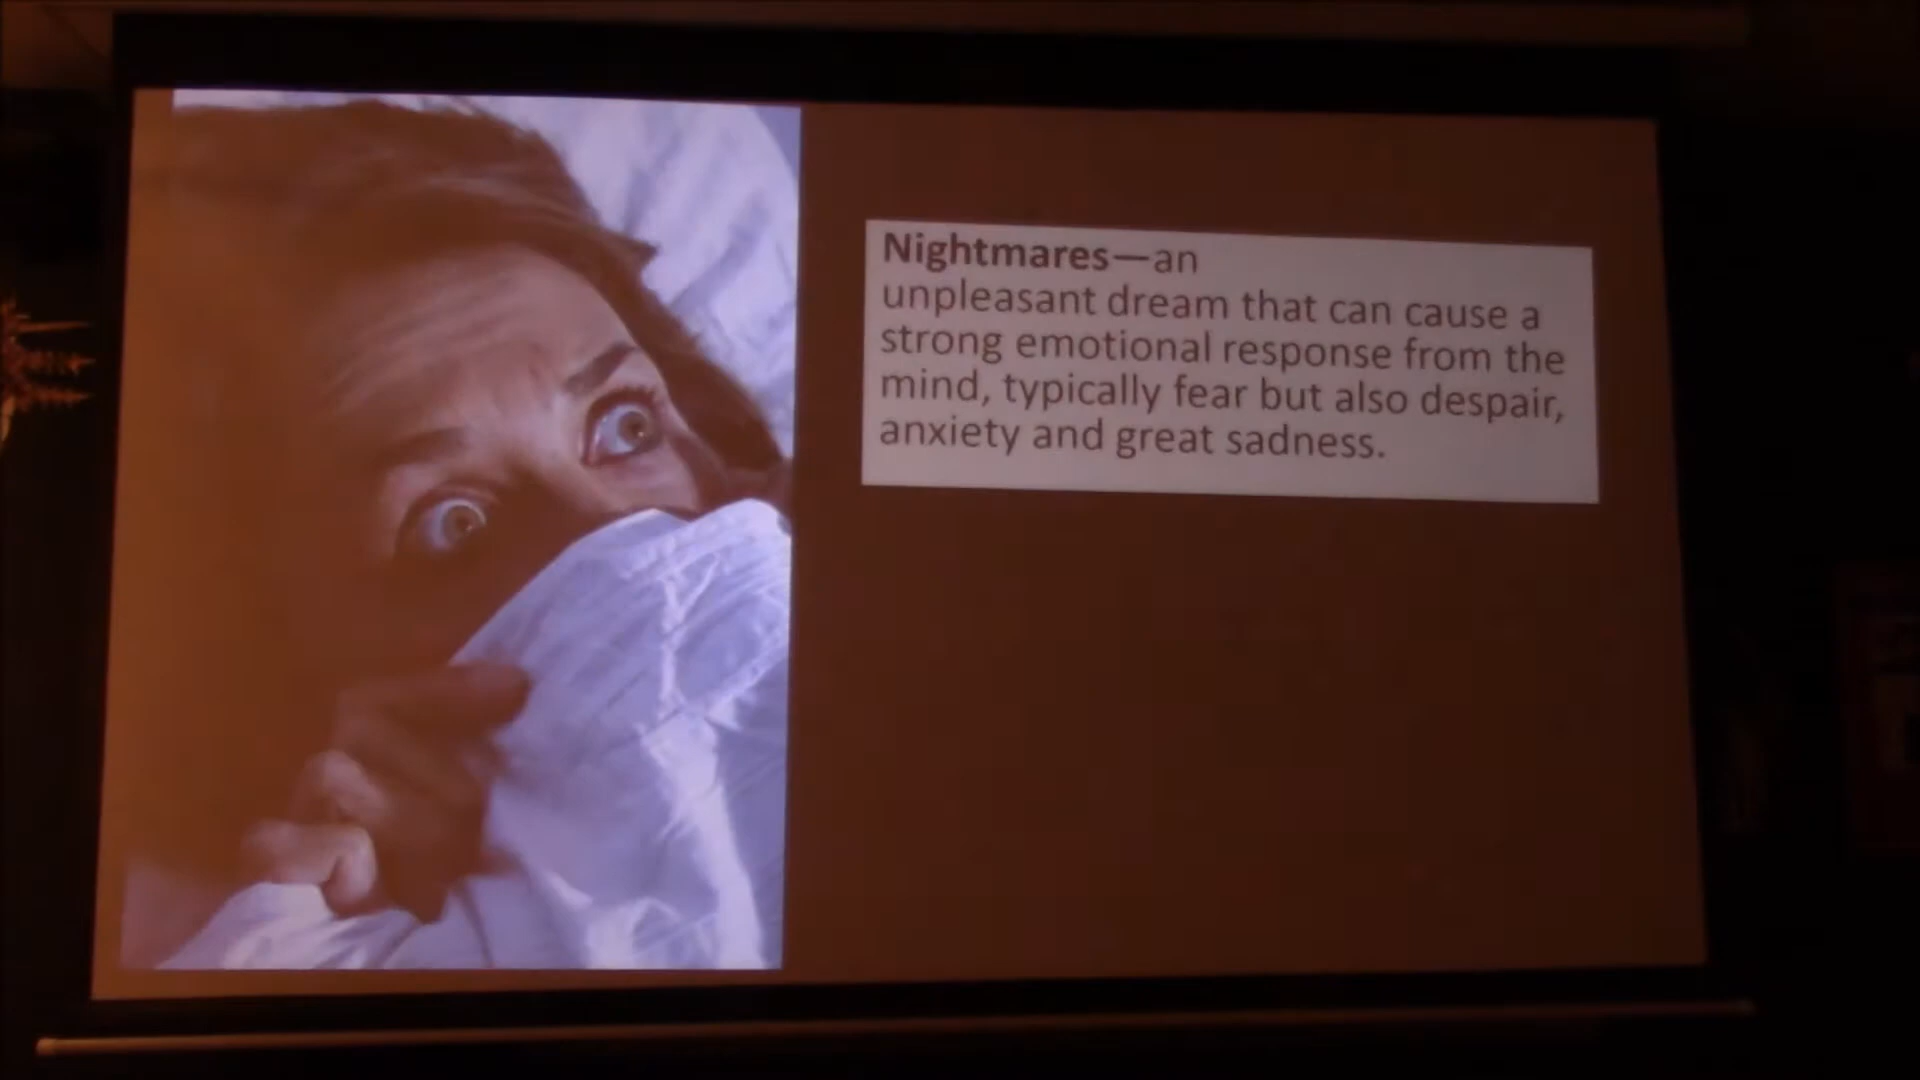 Nightmares—an
unpleasant dream that can cause a
strong emotional response from the
mind, typically fear but also despair,
anxiety and great sadness.